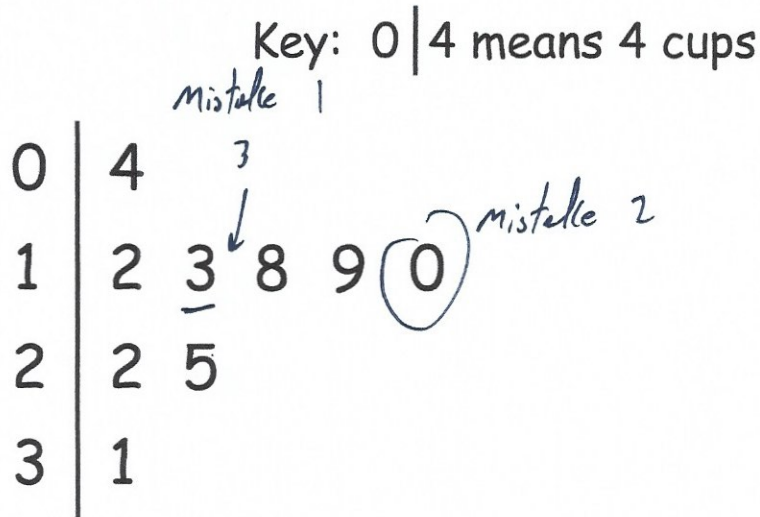 Key: 0|4 means 4 cups
Mistake 1
3
0 | 4
1 | 2 3 8 9 0
mistake 2
2 | 2 5
3 | 1